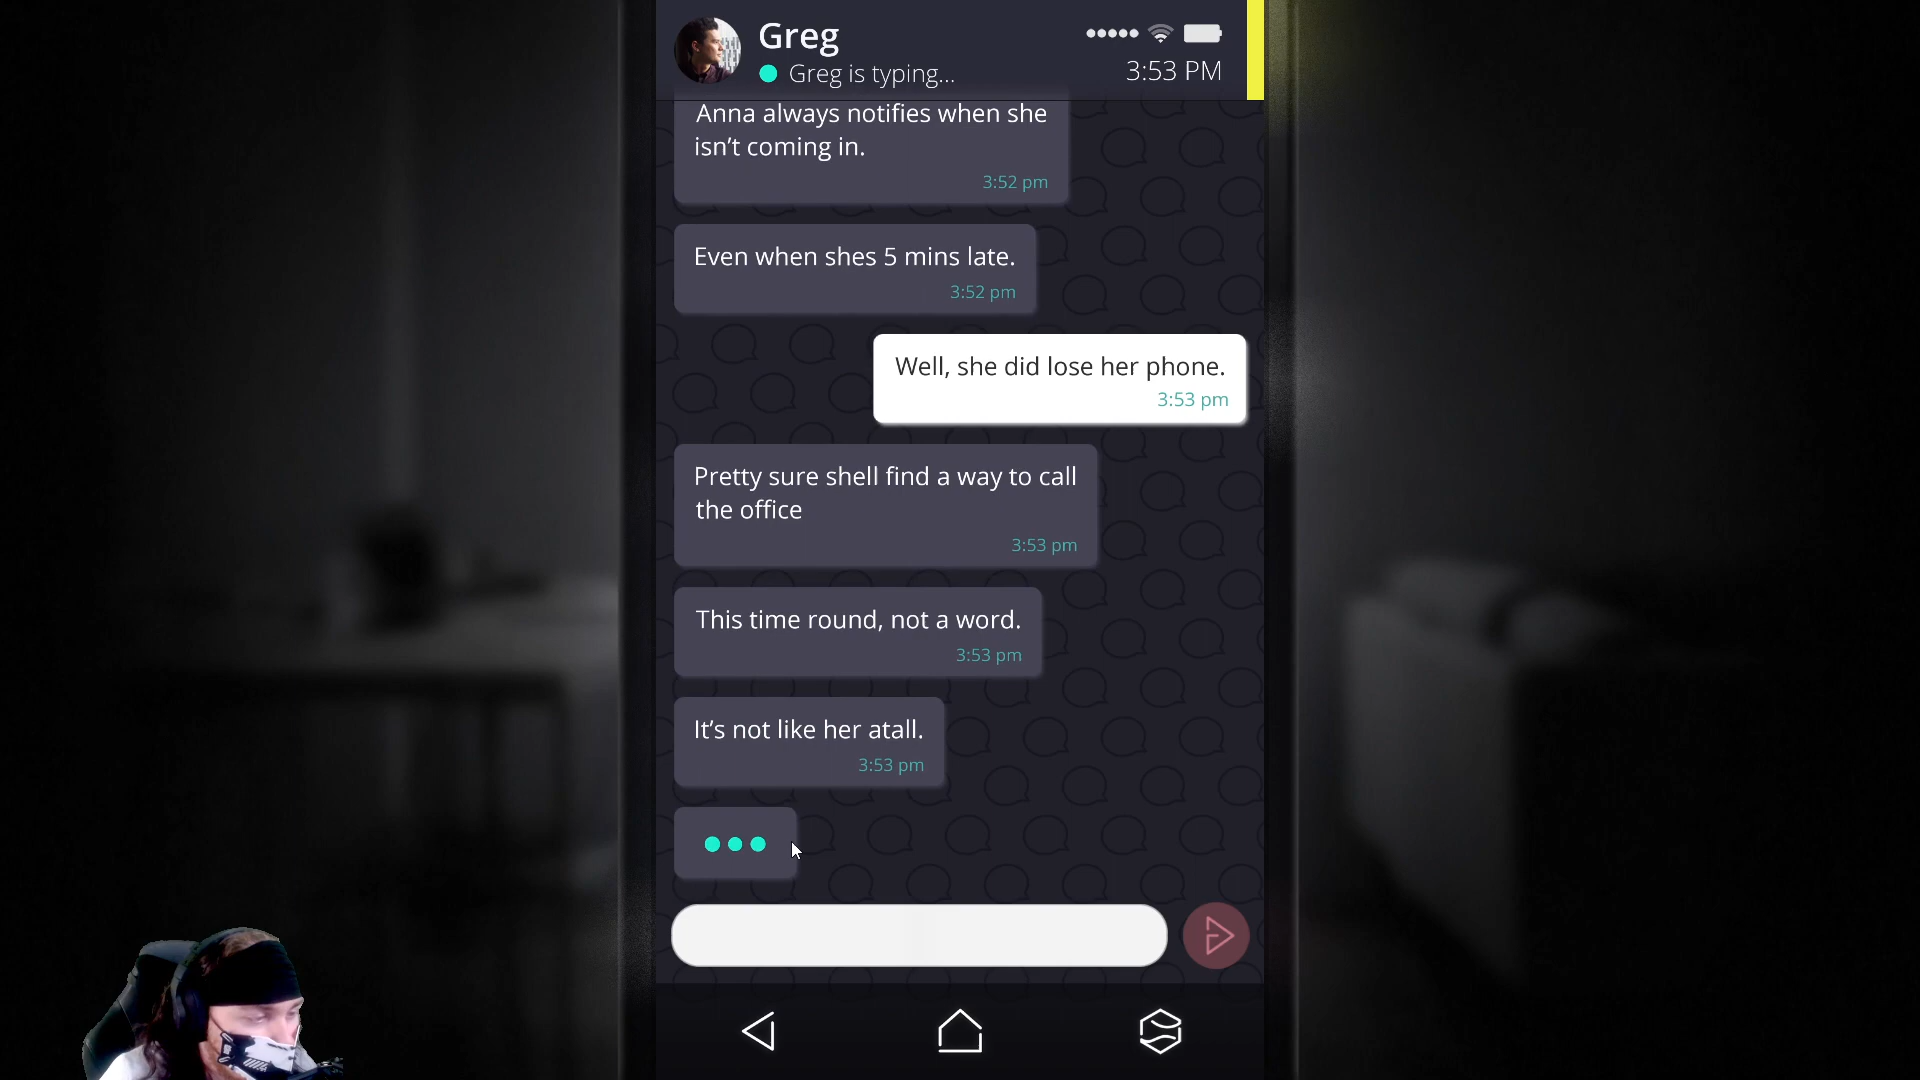 Greg
Greg is typing...
3:53 PM
Anna always notifies when she
isn't coming in.
3:52 pm
Even when shes 5 mins late.
3:52 pm
Well, she did lose her phone.
3:53 pm
Pretty sure shell find a way to call
the office
3:53 pm
This time round, not a word.
3:53 pm
It's not like her atall.
3:53 pm